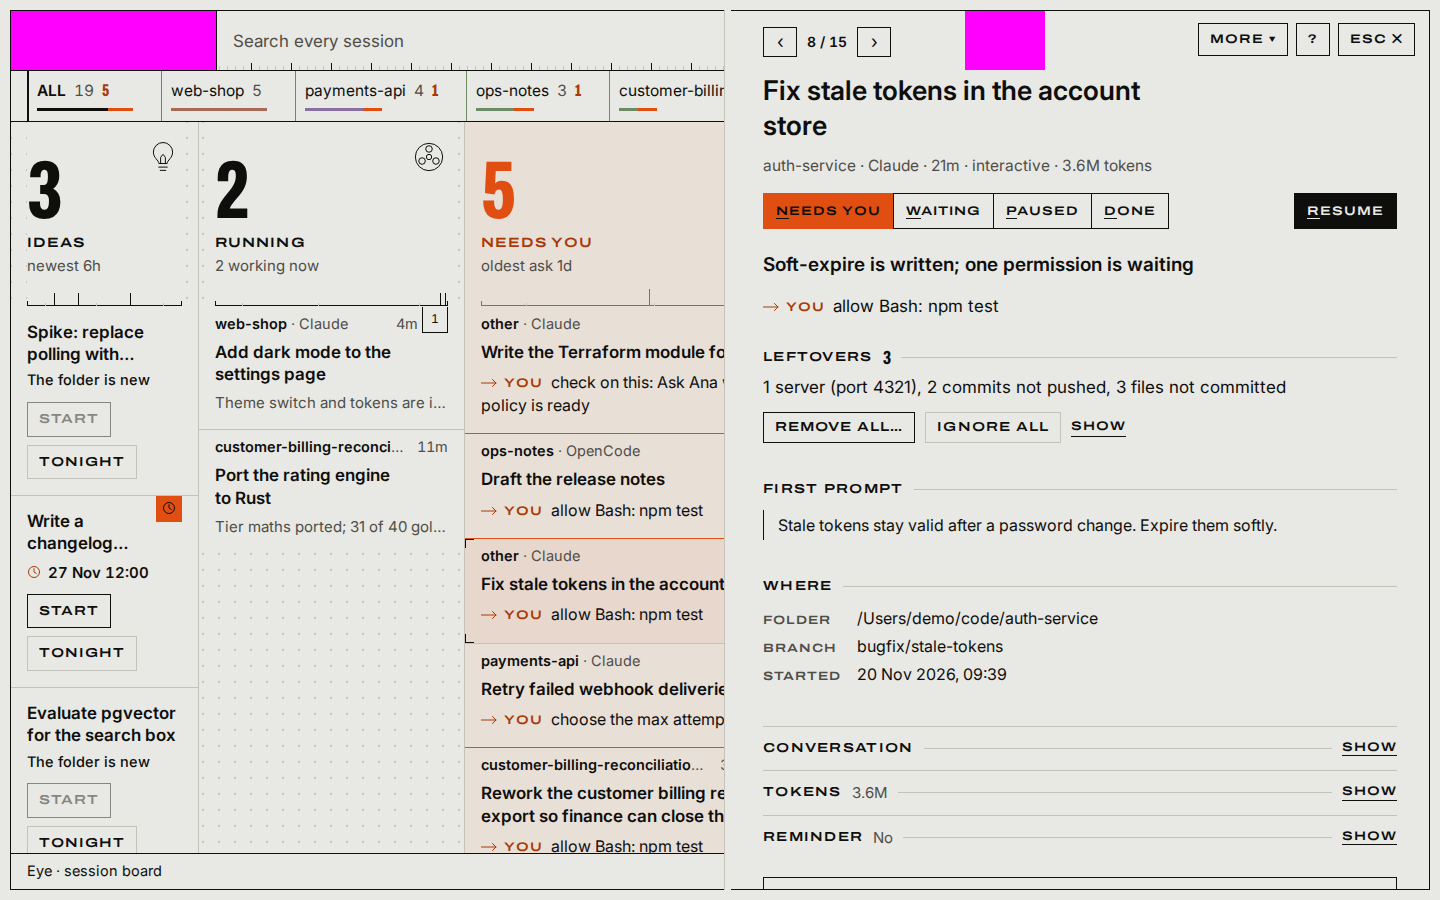 Search every session
ALL 19 5
web-shop 5
payments-api 4 1
ops-notes 3 1
customer-billin
3
IDEAS
newest 6h
Spike: replace
polling with...
The folder is new
START
TONIGHT
Write a
changelog...
27 Nov 12:00
START
TONIGHT
Evaluate pgvector
for the search box
The folder is new
START
TONIGHT
2
RUNNING
2 working now
web-shop · Claude 4m 1
Add dark mode to the
settings page
Theme switch and tokens are i...
customer-billing-reconci... 11m
Port the rating engine
to Rust
Tier maths ported; 31 of 40 gol...
5
NEEDS YOU
oldest ask 1d
other · Claude
Write the Terraform module fo
→ YOU check on this: Ask Ana
policy is ready
ops-notes · OpenCode
Draft the release notes
→ YOU allow Bash: npm test
other · Claude
Fix stale tokens in the account
→ YOU allow Bash: npm test
payments-api · Claude
Retry failed webhook deliverie
→ YOU choose the max attemp
customer-billing-reconciliatio...
Rework the customer billing re
export so finance can close th
→ YOU allow Bash: npm test
Eye · session board
‹ 8 / 15 ›
MORE ▾ ? ESC ✕
Fix stale tokens in the account
store
auth-service · Claude · 21m · interactive · 3.6M tokens
NEEDS YOU WAITING PAUSED DONE RESUME
Soft-expire is written; one permission is waiting
→ YOU allow Bash: npm test
LEFTOVERS 3
1 server (port 4321), 2 commits not pushed, 3 files not committed
REMOVE ALL... IGNORE ALL SHOW
FIRST PROMPT
Stale tokens stay valid after a password change. Expire them softly.
WHERE
FOLDER /Users/demo/code/auth-service
BRANCH bugfix/stale-tokens
STARTED 20 Nov 2026, 09:39
CONVERSATION SHOW
TOKENS 3.6M SHOW
REMINDER No SHOW